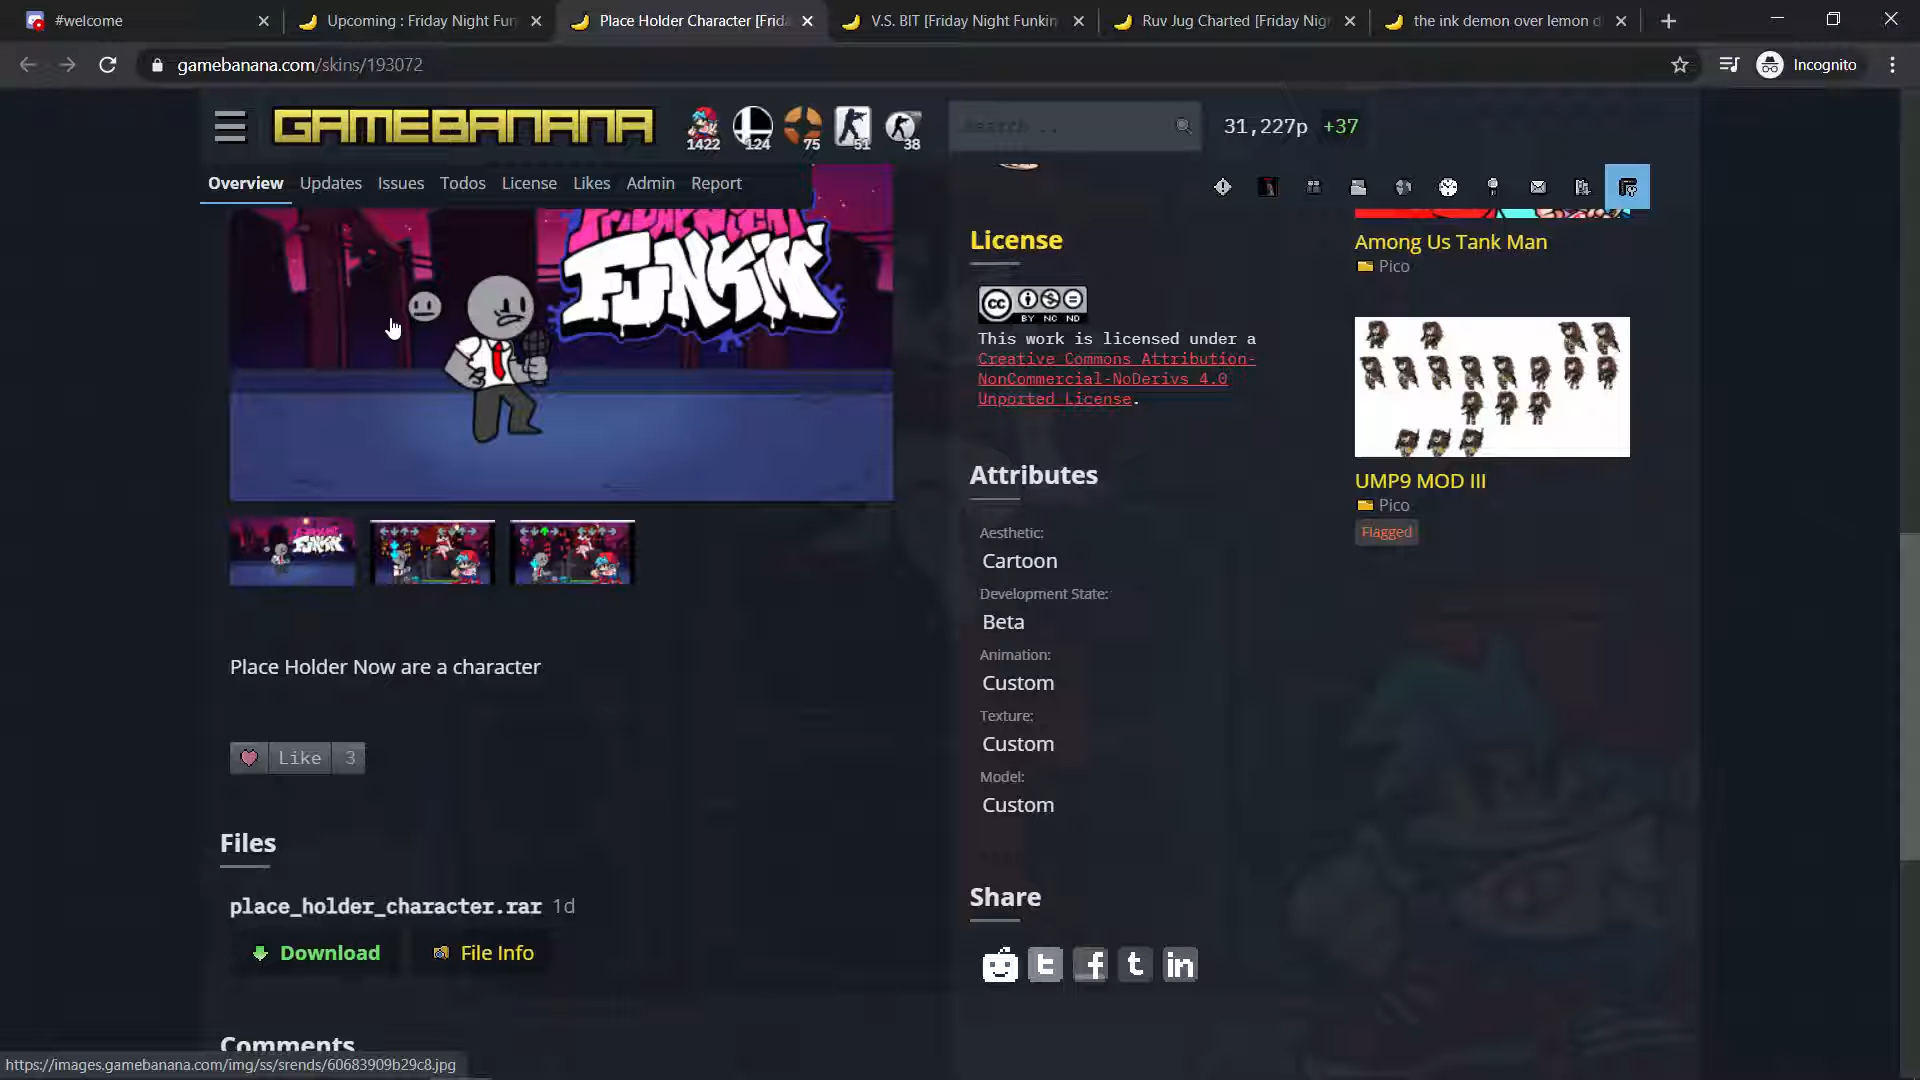 #welcome
Upcoming : Friday Night Fun
Place Holder Character [Frid
V.S. BIT [Friday Night Funkin
Ruv Jug Charted [Friday Nig
the ink demon over lemon d
gamebanana.com/skins/193072
Incognito
GAMEBANANA
1422
124
75
51
38
Search ...
31,227p +37
Overview
Updates
Issues
Todos
License
Likes
Admin
Report
FRIDAY NIGHT
FUNKIN
Place Holder Now are a character
Like 3
Files
place_holder_character.rar 1d
Download
File Info
Comments
License
CC BY NC ND
This work is licensed under a
Creative Commons Attribution-
NonCommercial-NoDerivs 4.0
Unported License.
Attributes
Aesthetic:
Cartoon
Development State:
Beta
Animation:
Custom
Texture:
Custom
Model:
Custom
Share
Among Us Tank Man
Pico
UMP9 MOD III
Pico
Flagged
https://images.gamebanana.com/img/ss/srends/60683909b29c8.jpg